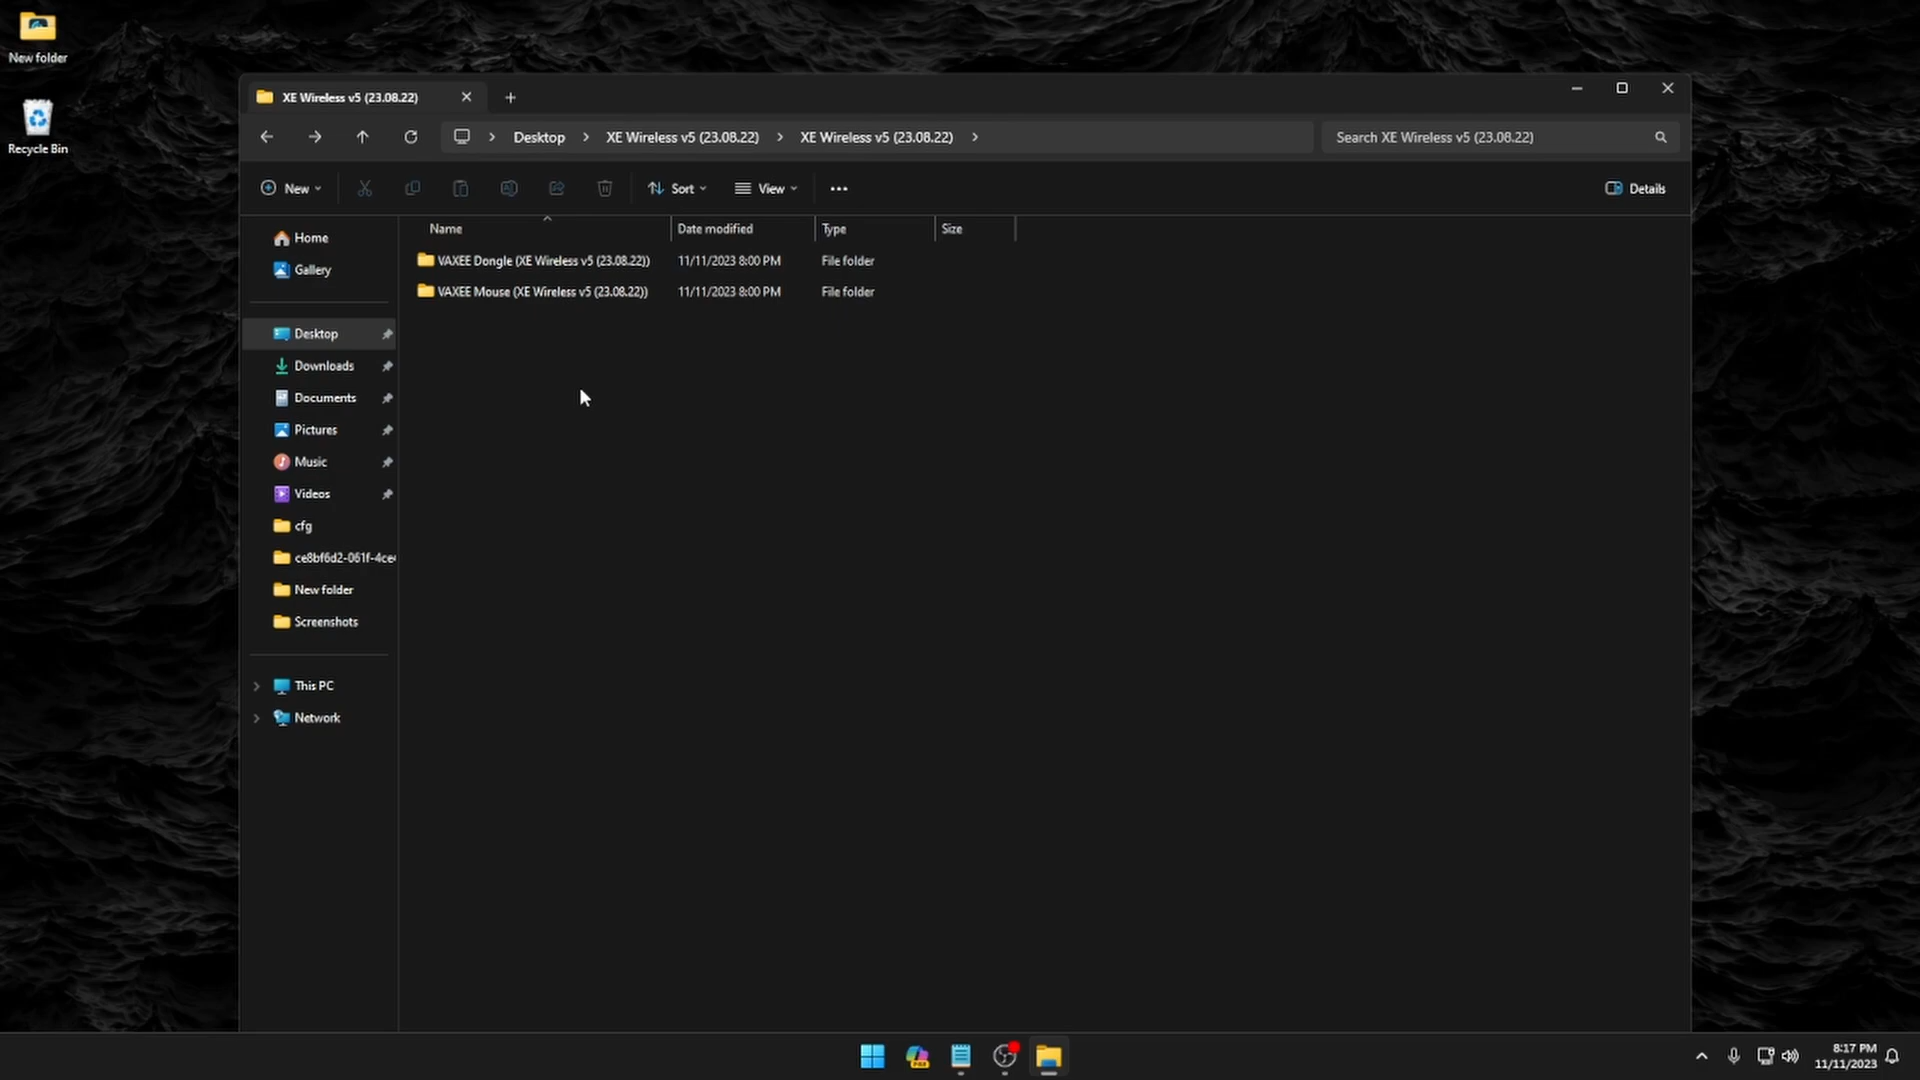 New folder
Recycle Bin
XE Wireless v5 (23.08.22)
Desktop
XE Wireless v5 (23.08.22)
XE Wireless v5 (23.08.22)
Search XE Wireless v5 (23.08.22)
New
Sort
View
Details
Name
Date modified
Type
Size
VAXEE Dongle (XE Wireless v5 (23.08.22))
11/11/2023 8:00 PM
File folder
VAXEE Mouse (XE Wireless v5 (23.08.22))
11/11/2023 8:00 PM
File folder
Home
Gallery
Desktop
Downloads
Documents
Pictures
Music
Videos
cfg
ce8bf6d2-061f-4ce
New folder
Screenshots
This PC
Network
8:17 PM
11/11/2023